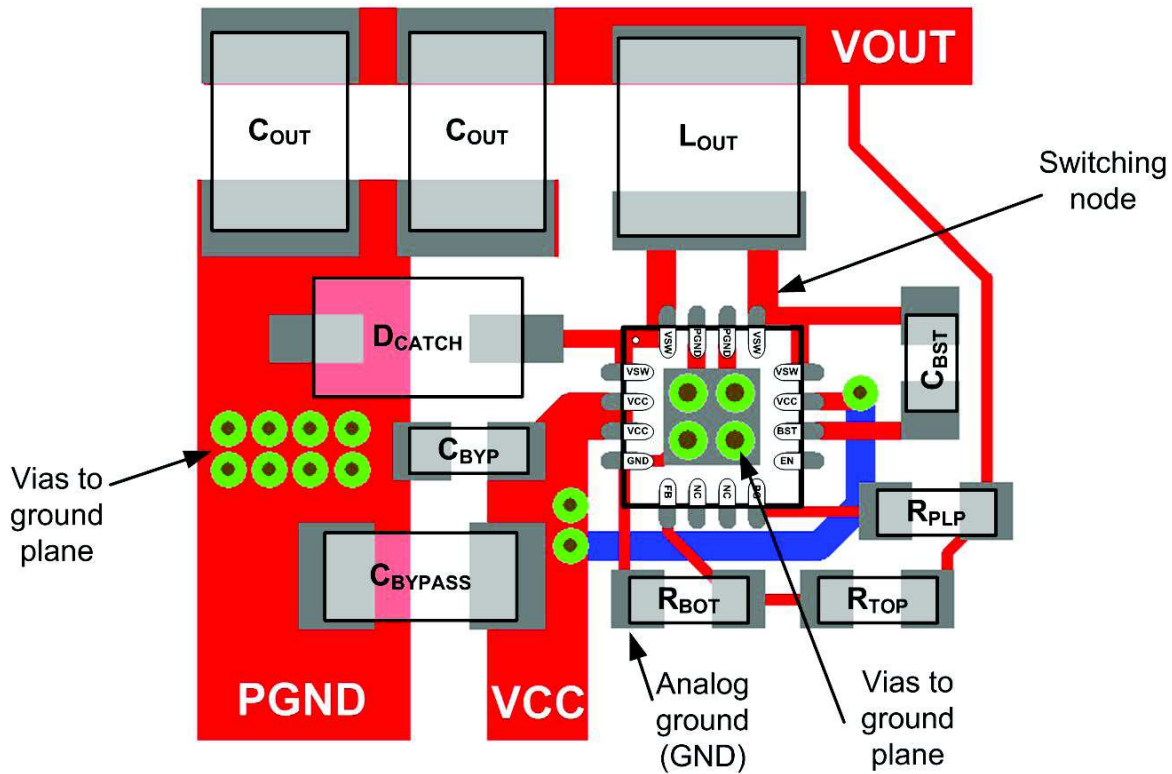 VOUT
COUT
COUT
LOUT
Switching
node
DCATCH
VSW
PGND
PGND
VSW
CBST
VSW
VCC
VCC
GND
VSW
VCC
BST
EN
FB
NC
NC
CBYP
Vias to
ground
plane
RPLP
CBYPASS
RBOT
RTOP
PGND
VCC
Analog
ground
(GND)
Vias to
ground
plane